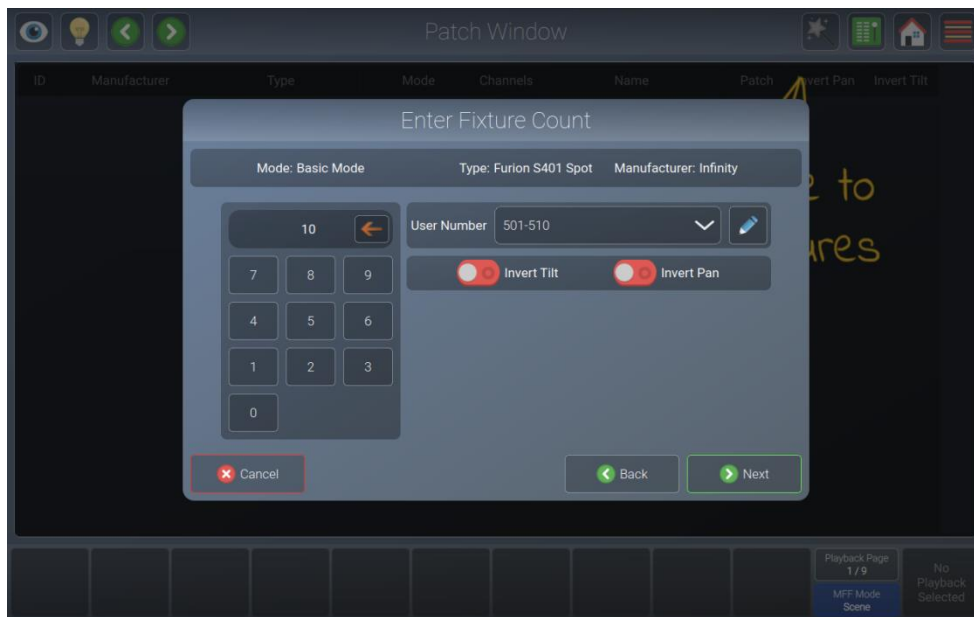 Patch Window
ID Manufacturer Type Mode Channels Name Patch Invert Pan Invert Tilt
Enter Fixture Count
Mode: Basic Mode Type: Furion S401 Spot Manufacturer: Infinity
to
10 User Number 501-510
7 8 9 Invert Tilt Invert Pan
4 5 6
1 2 3
0
Cancel Back Next
Playback Page
1 / 9
MFF Mode
Scene
No
Playback
Selected